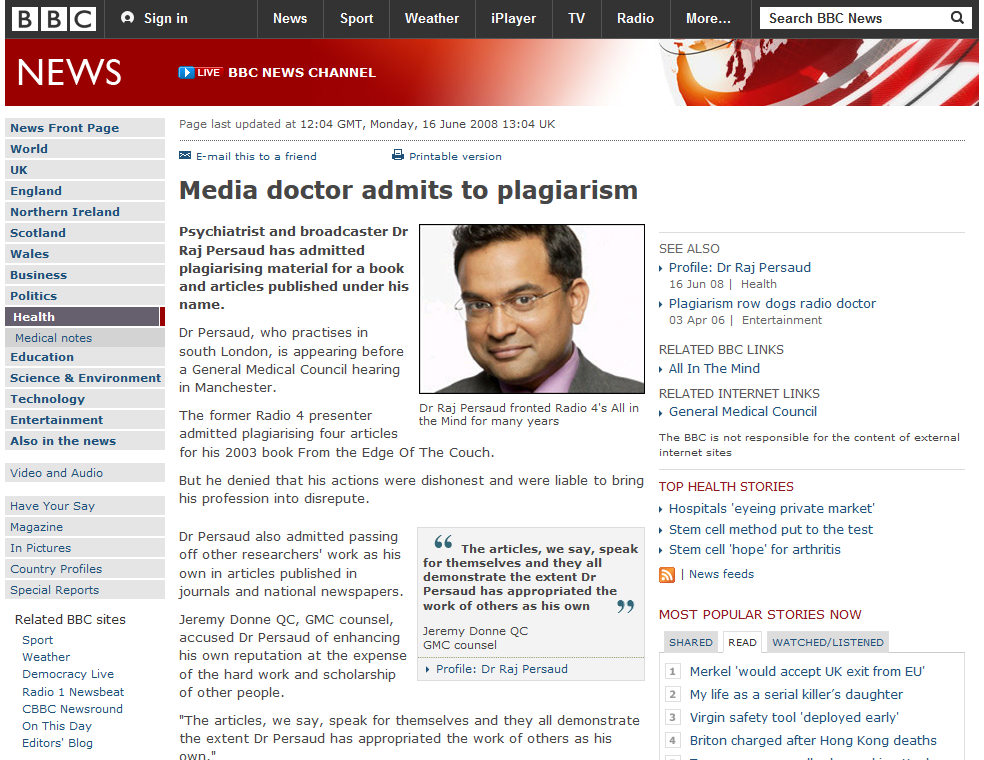 BBC
Sign in
News
Sport
Weather
iPlayer
TV
Radio
More...
Search BBC News
NEWS
LIVE BBC NEWS CHANNEL
News Front Page
World
UK
England
Northern Ireland
Scotland
Wales
Business
Politics
Health
Medical notes
Education
Science & Environment
Technology
Entertainment
Also in the news
Video and Audio
Have Your Say
Magazine
In Pictures
Country Profiles
Special Reports
Related BBC sites
Sport
Weather
Democracy Live
Radio 1 Newsbeat
CBBC Newsround
On This Day
Editors' Blog
Page last updated at 12:04 GMT, Monday, 16 June 2008 13:04 UK
E-mail this to a friend
Printable version
Media doctor admits to plagiarism
Psychiatrist and broadcaster Dr
Raj Persaud has admitted
plagiarising material for a book
and articles published under his
name.
Dr Raj Persaud fronted Radio 4's All in
the Mind for many years
Dr Persaud, who practises in
south London, is appearing before
a General Medical Council hearing
in Manchester.
The former Radio 4 presenter
admitted plagiarising four articles
for his 2003 book From the Edge Of The Couch.
But he denied that his actions were dishonest and were liable to bring
his profession into disrepute.
Dr Persaud also admitted passing
off other researchers' work as his
own in articles published in
journals and national newspapers.
Jeremy Donne QC, GMC counsel,
accused Dr Persaud of enhancing
his own reputation at the expense
of the hard work and scholarship
of other people.
“ The articles, we say, speak
for themselves and they all
demonstrate the extent Dr
Persaud has appropriated the
work of others as his own ”
Jeremy Donne QC
GMC counsel
Profile: Dr Raj Persaud
"The articles, we say, speak for themselves and they all demonstrate
the extent Dr Persaud has appropriated the work of others as his
own."
SEE ALSO
Profile: Dr Raj Persaud
16 Jun 08 | Health
Plagiarism row dogs radio doctor
03 Apr 06 | Entertainment
RELATED BBC LINKS
All In The Mind
RELATED INTERNET LINKS
General Medical Council
The BBC is not responsible for the content of external
internet sites
TOP HEALTH STORIES
Hospitals 'eyeing private market'
Stem cell method put to the test
Stem cell 'hope' for arthritis
| News feeds
MOST POPULAR STORIES NOW
SHARED
READ
WATCHED/LISTENED
1 Merkel 'would accept UK exit from EU'
2 My life as a serial killer's daughter
3 Virgin safety tool 'deployed early'
4 Briton charged after Hong Kong deaths